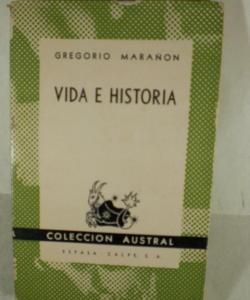 GREGORIO MARAÑON
VIDA E HISTORIA
COLECCION AUSTRAL
ESPASA-CALPE, S. A.